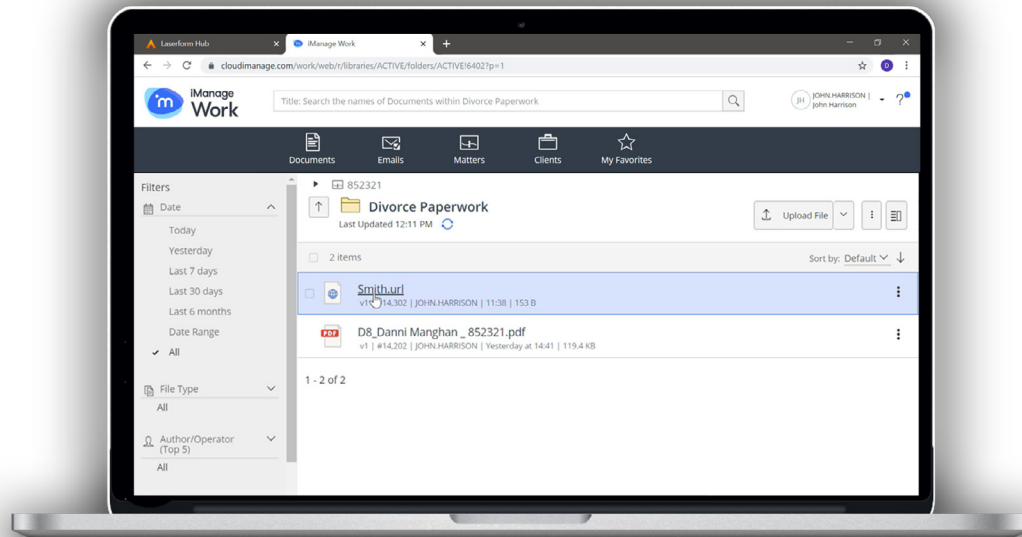 Laserform Hub
iManage Work
cloudimanage.com/work/web/r/libraries/ACTIVE/folders/ACTIVE!6402?p=1
D
iManage
Work
Title: Search the names of Documents within Divorce Paperwork
JH
JOHN.HARRISON |
John Harrison
?
Documents
Emails
Matters
Clients
My Favorites
Filters
Date
Today
Yesterday
Last 7 days
Last 30 days
Last 6 months
Date Range
All
File Type
All
Author/Operator
(Top 5)
All
852321
Divorce Paperwork
Last Updated 12:11 PM
Upload File
2 items
Sort by: Default
Smith.url
14,302 | JOHN.HARRISON | 11:38 | 153 B
PDF
D8_Danni Manghan _ 852321.pdf
v1 | #14,202 | JOHN.HARRISON | Yesterday at 14:41 | 119.4 KB
1 - 2 of 2